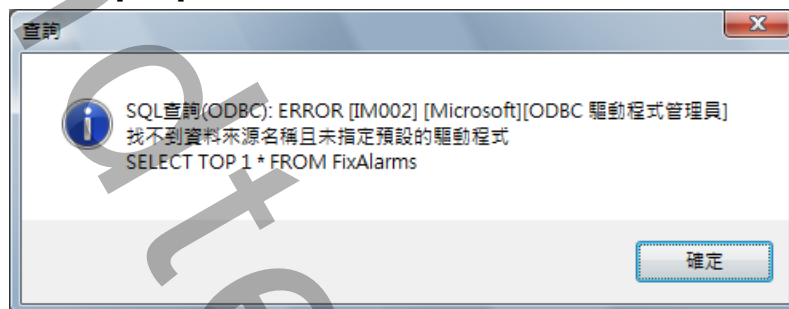 查詢
SQL查詢(ODBC): ERROR [IM002] [Microsoft][ODBC 驅動程式管理員]
找不到資料來源名稱且未指定預設的驅動程式
SELECT TOP 1 * FROM FixAlarms
確定